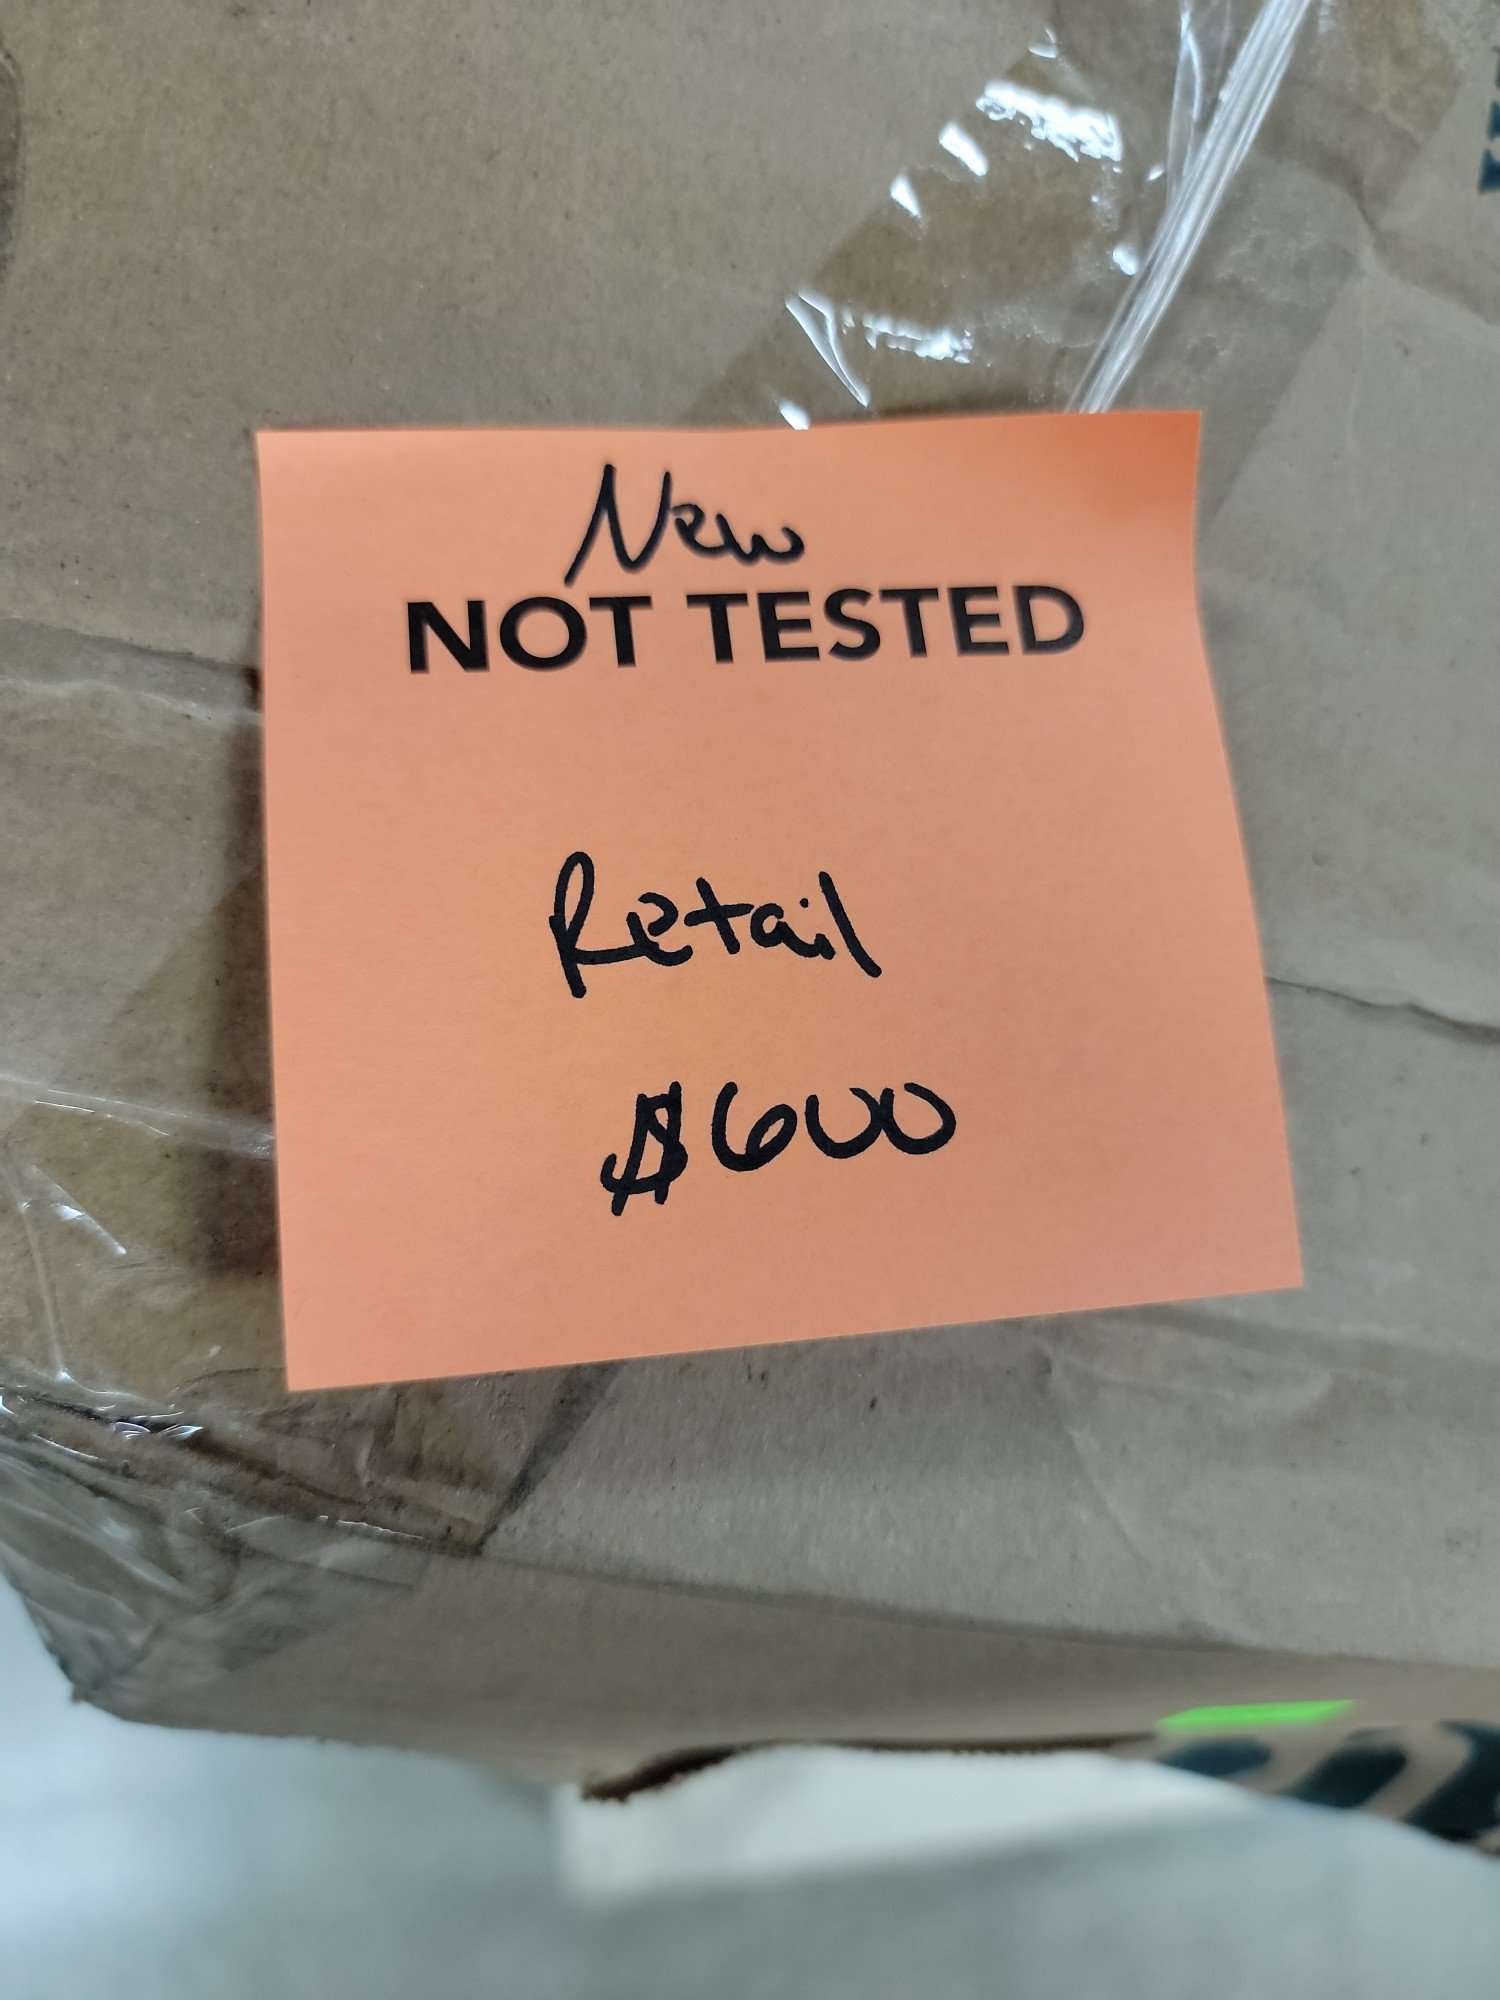 New
NOT TESTED
Retail
$600